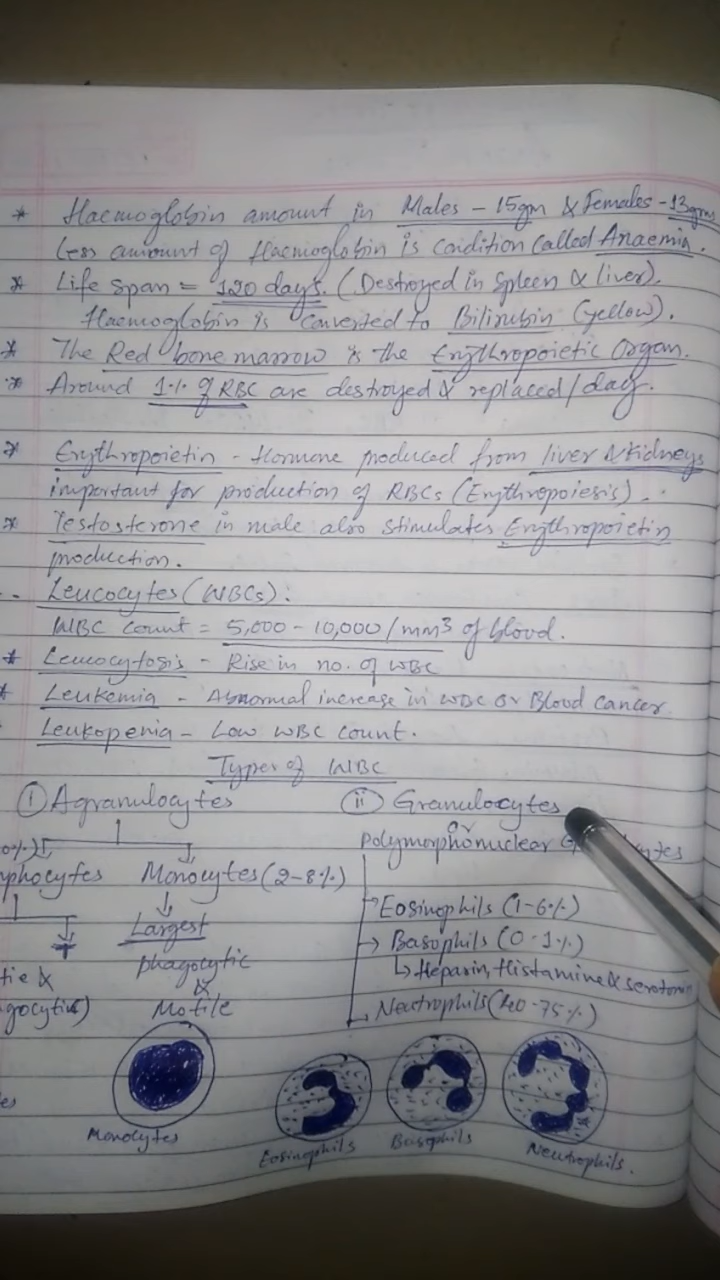 * Haemoglobin amount in Males - 15gm & Females - 13gms
Less amount of Haemoglobin is condition called Anaemia.
* Life span = 120 days. (Destroyed in Spleen & liver).
Haemoglobin is converted to Bilirubin (yellow).
* The Red bone marrow is the Erythropoietic Organ.
* Around 1% of RBC are destroyed & replaced/day.
* Erythropoietin - Hormone produced from liver & Kidneys
important for production of RBCs (Erythropoiesis).
* Testosterone in male also stimulates Erythropoietin
production.
. Leucocytes (WBCs):
WBC count = 5,000 - 10,000/mm3 of blood.
* Leucocytosis - Rise in no. of WBC
* Leukemia - Abnormal increase in WBC or Blood cancer
Leukopenia - Low WBC count.
Types of WBC
(i) Agranulocytes (ii) Granulocytes
or
0%) Polymorphonuclear
phocytes Monocytes (2-8%)
Eosinophils (1-6%)
Largest Basophils (0-1%)
phagocytic Heparin, Histamine & serotonin
&
gocytic) Motile Neutrophils (40-75%)
Monocytes Eosinophils Basophils Neutrophils.